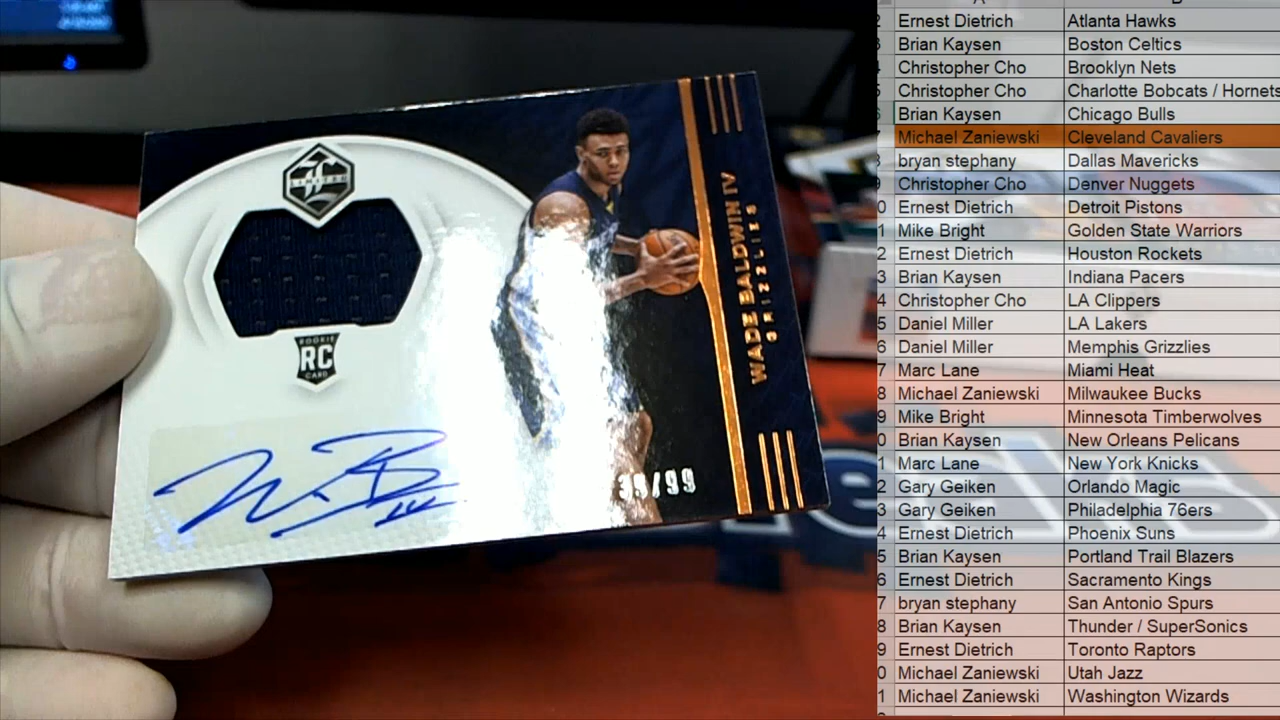 LIMITED
ROOKIE
RC
CARD
WADE BALDWIN IV
GRIZZLIES
39/99
Ernest Dietrich Atlanta Hawks
Brian Kaysen Boston Celtics
Christopher Cho Brooklyn Nets
Christopher Cho Charlotte Bobcats / Hornets
Brian Kaysen Chicago Bulls
Michael Zaniewski Cleveland Cavaliers
bryan stephany Dallas Mavericks
Christopher Cho Denver Nuggets
Ernest Dietrich Detroit Pistons
Mike Bright Golden State Warriors
Ernest Dietrich Houston Rockets
Brian Kaysen Indiana Pacers
Christopher Cho LA Clippers
Daniel Miller LA Lakers
Daniel Miller Memphis Grizzlies
Marc Lane Miami Heat
Michael Zaniewski Milwaukee Bucks
Mike Bright Minnesota Timberwolves
Brian Kaysen New Orleans Pelicans
Marc Lane New York Knicks
Gary Geiken Orlando Magic
Gary Geiken Philadelphia 76ers
Ernest Dietrich Phoenix Suns
Brian Kaysen Portland Trail Blazers
Ernest Dietrich Sacramento Kings
bryan stephany San Antonio Spurs
Brian Kaysen Thunder / SuperSonics
Ernest Dietrich Toronto Raptors
Michael Zaniewski Utah Jazz
Michael Zaniewski Washington Wizards